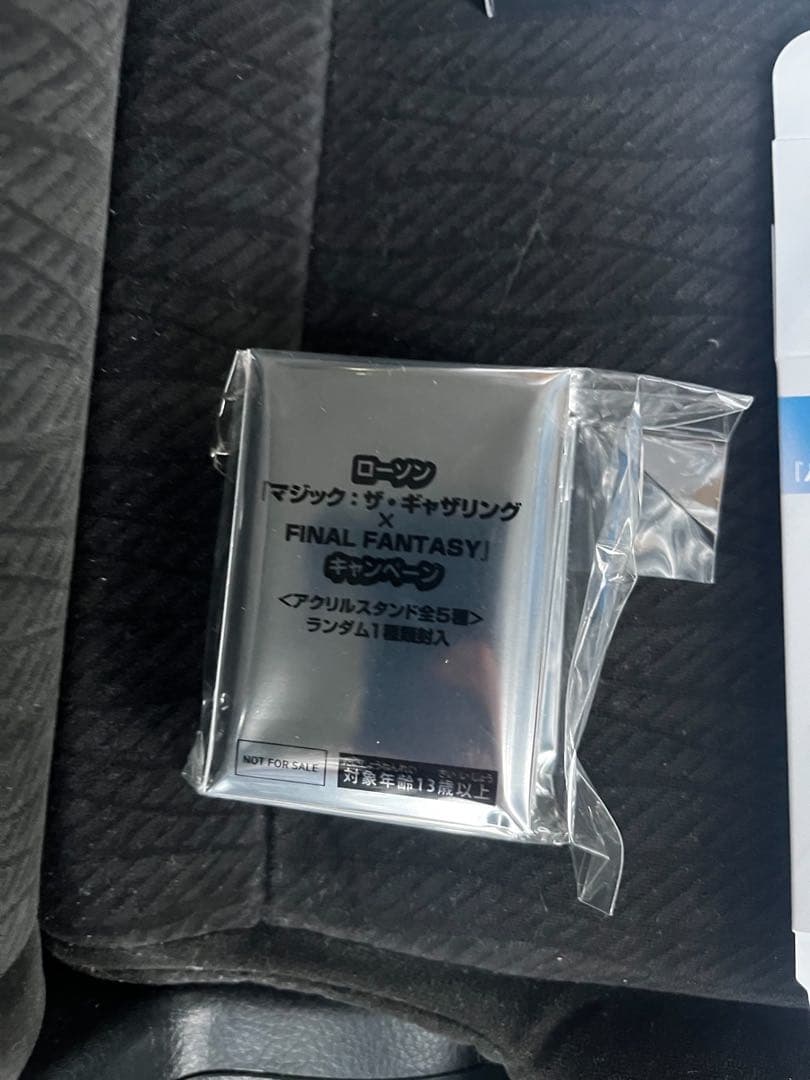 ローソン
『マジック：ザ・ギャザリング
×
FINAL FANTASY』
キャンペーン
<アクリルスタンド全5種>
ランダム1種類封入
NOT FOR SALE
対象年齢13歳以上